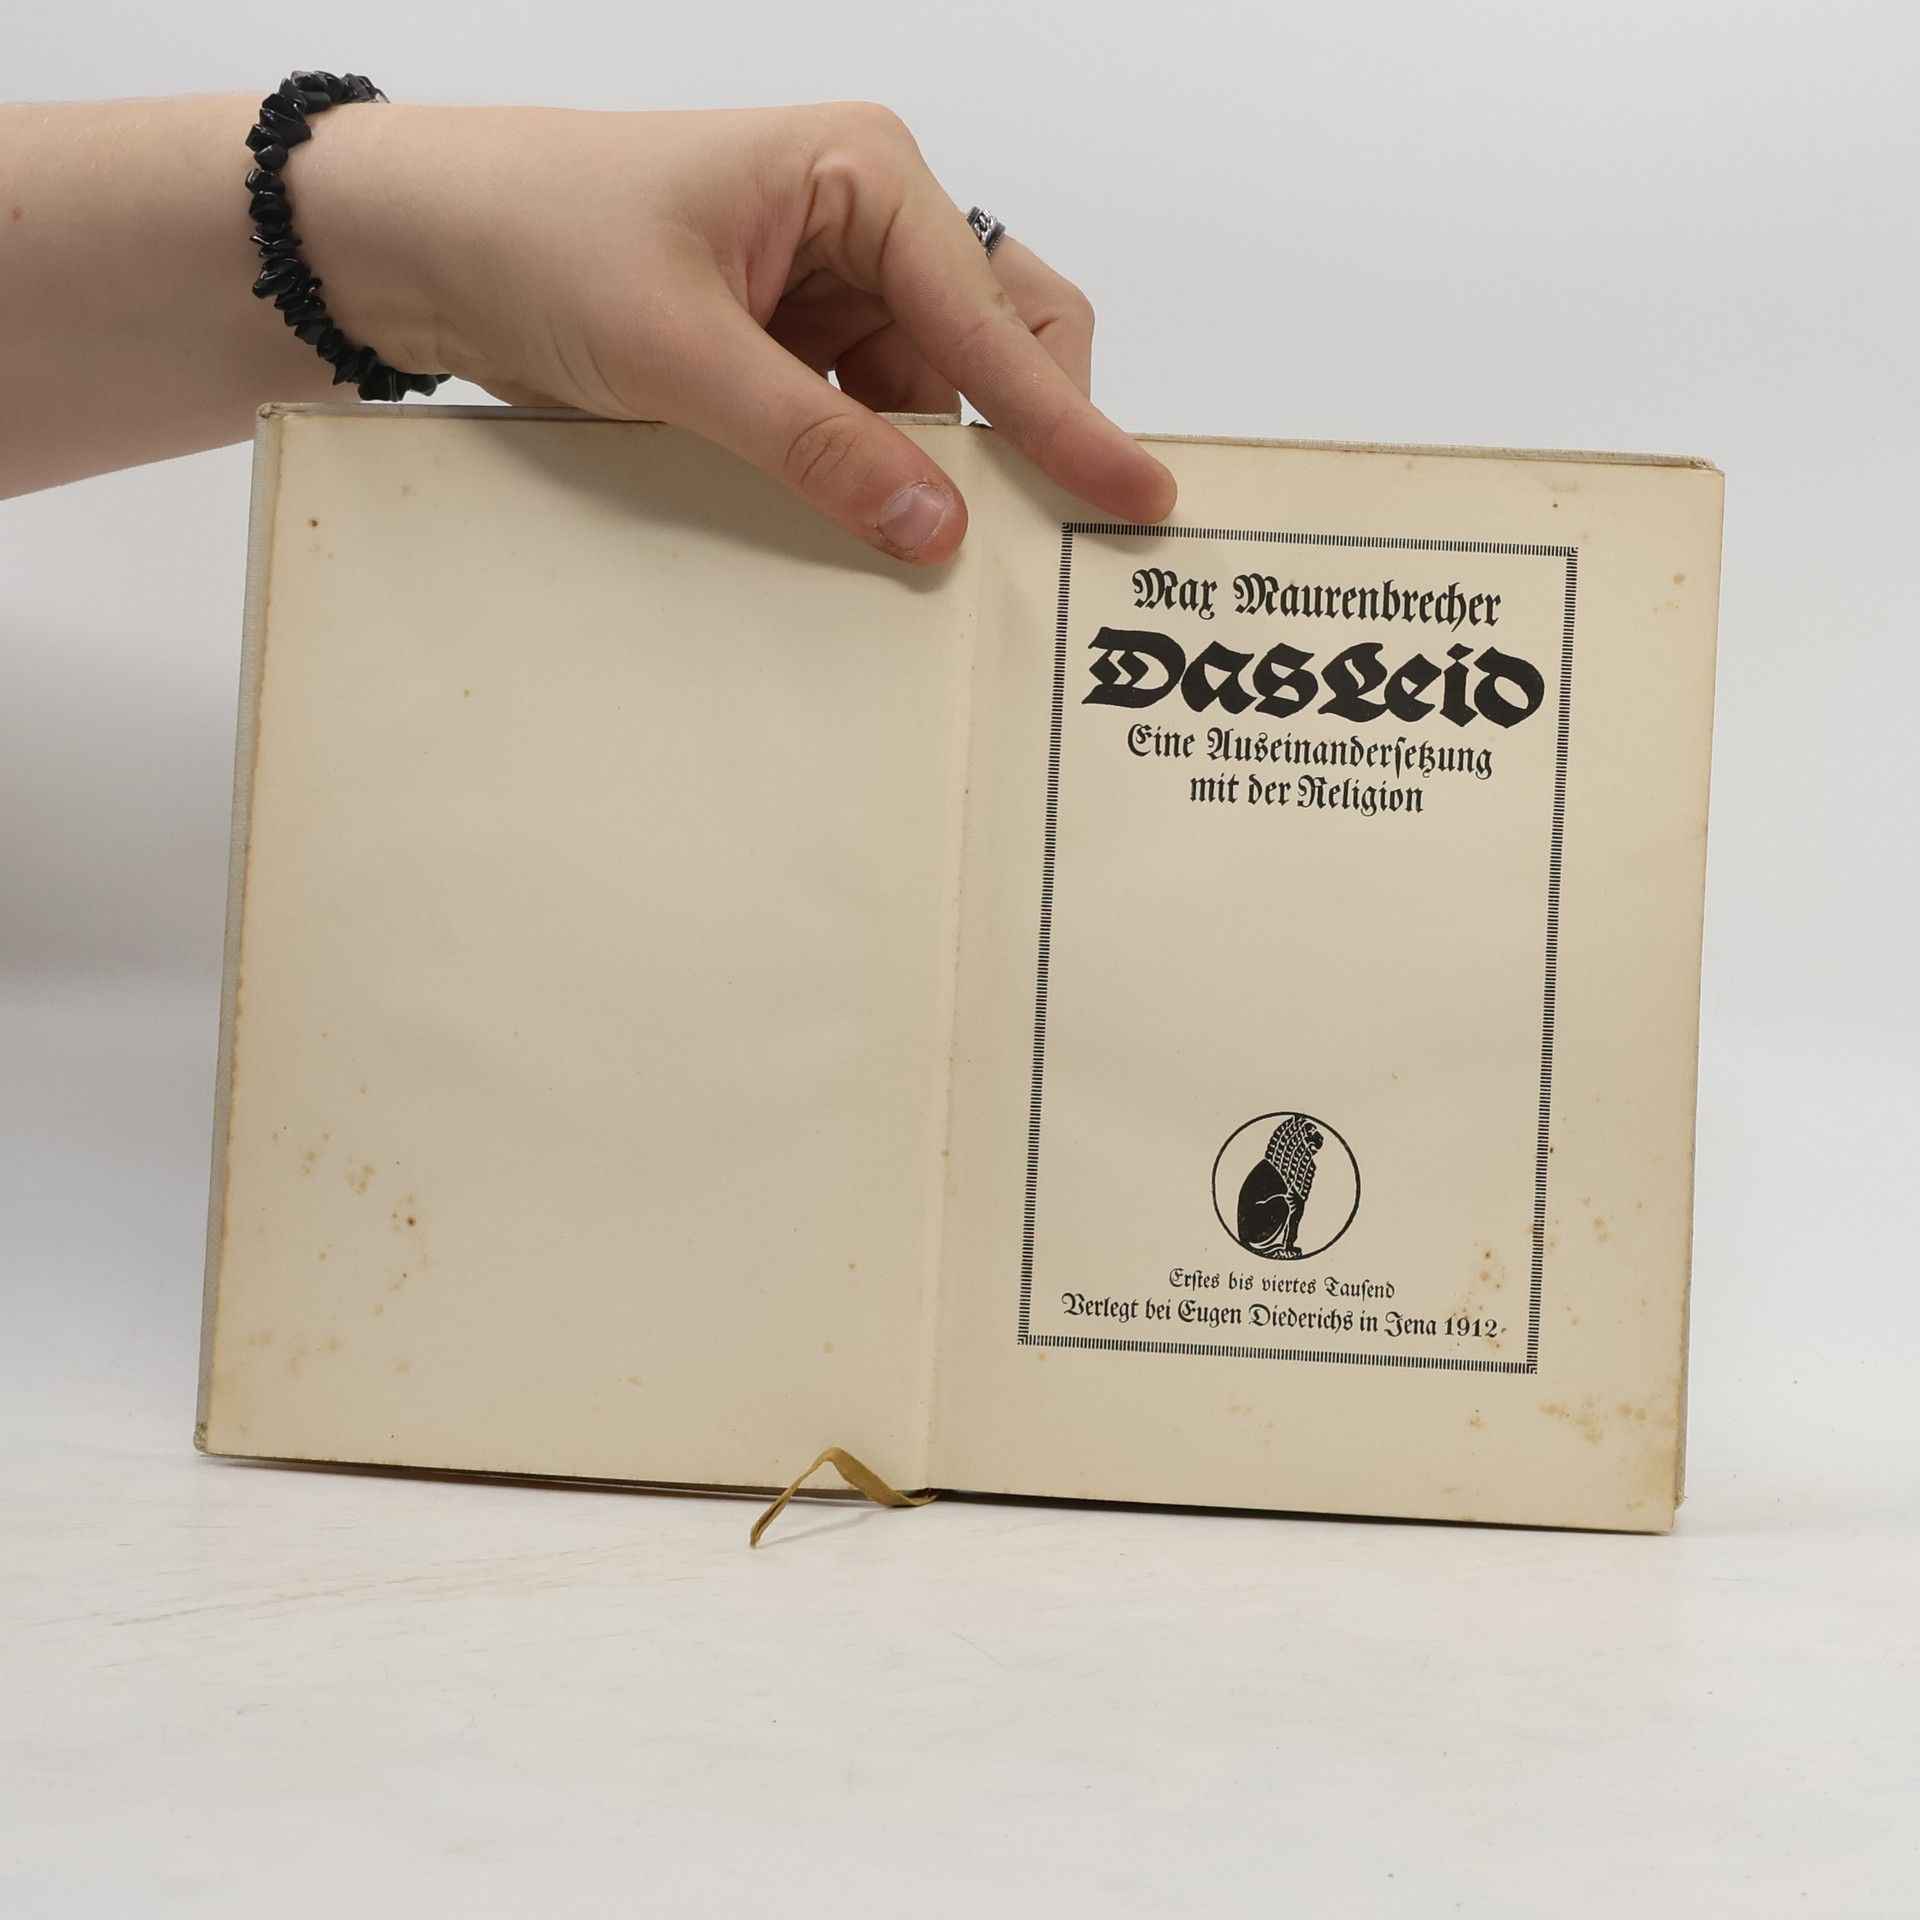 Max Maurenbrecher
Das Leid
Eine Auseinanderſetzung
mit der Religion
Erſtes bis viertes Tauſend
Verlegt bei Eugen Diederichs in Jena 1912